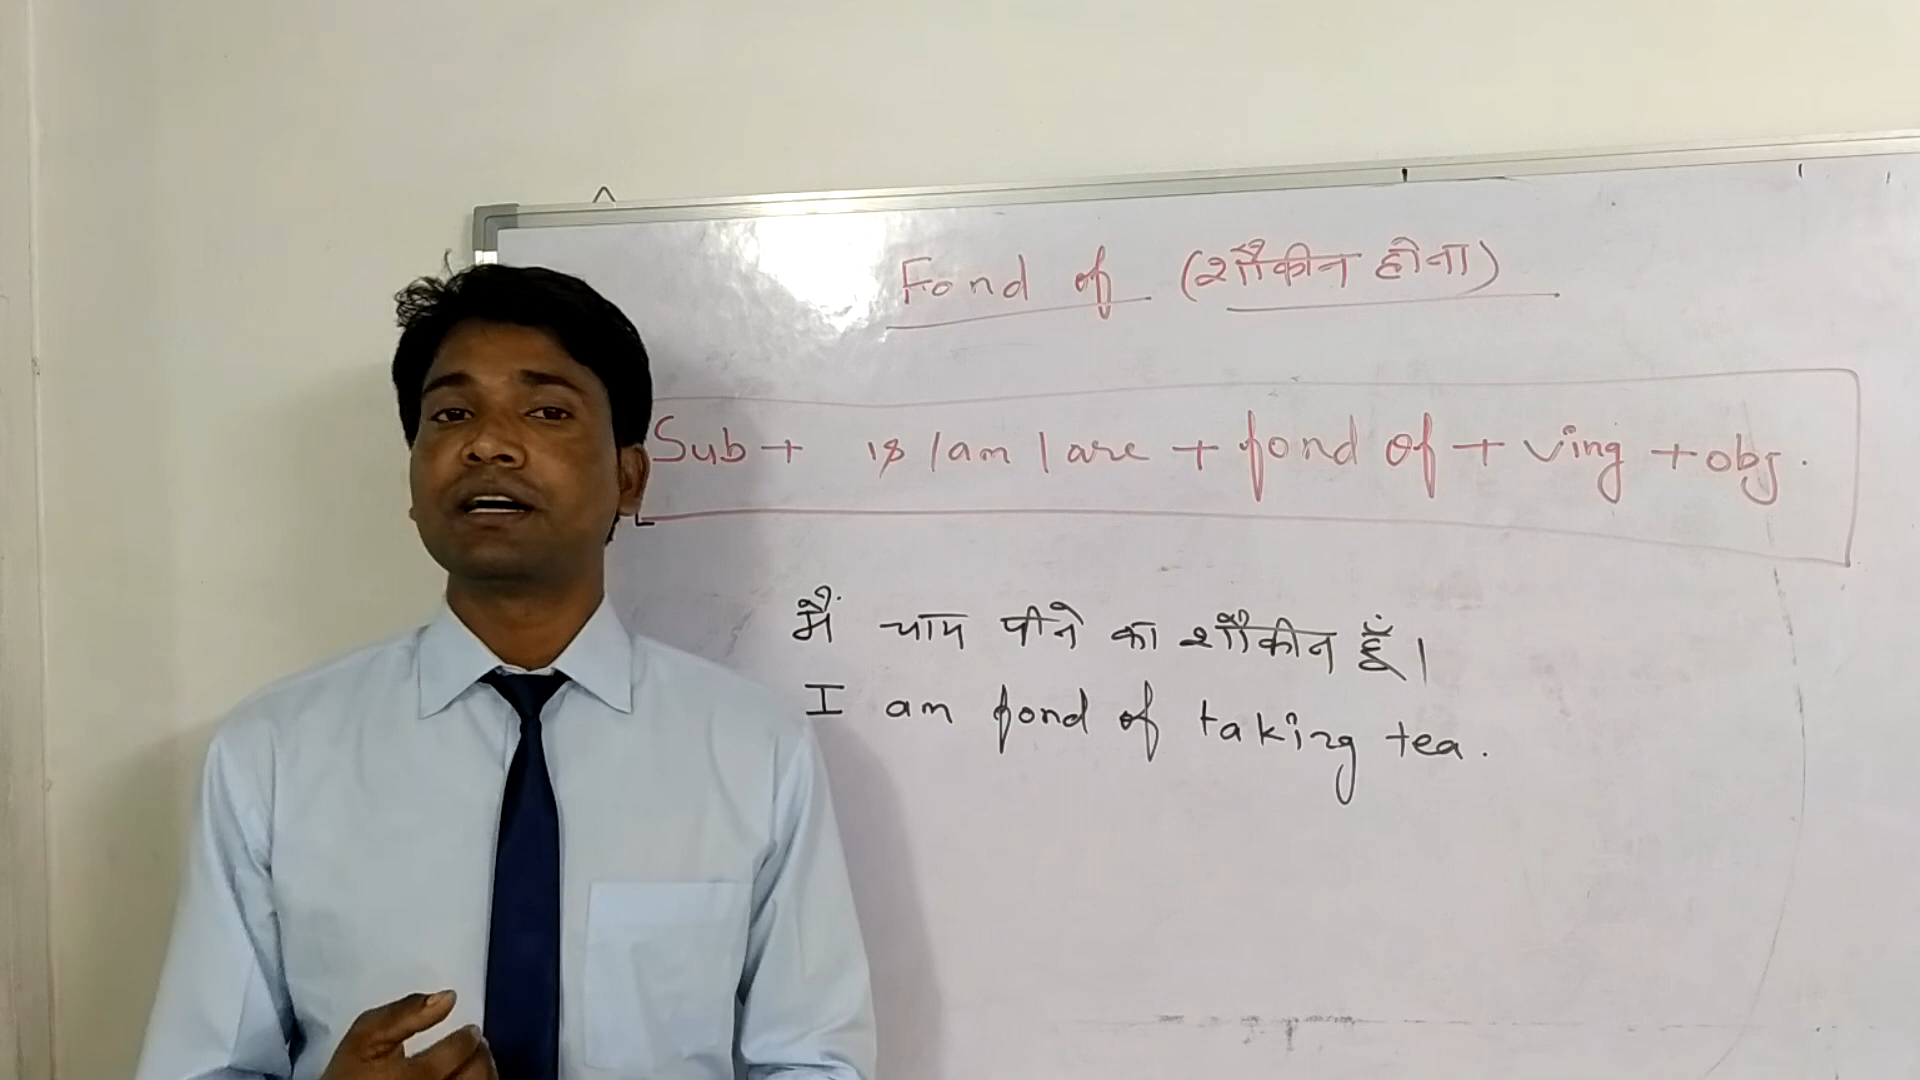 Fond of (शौकीन होना)
Sub + is / am / are + fond of + Ving + obj.
मैं चाय पीने का शौकीन हूँ।
I am fond of taking tea.